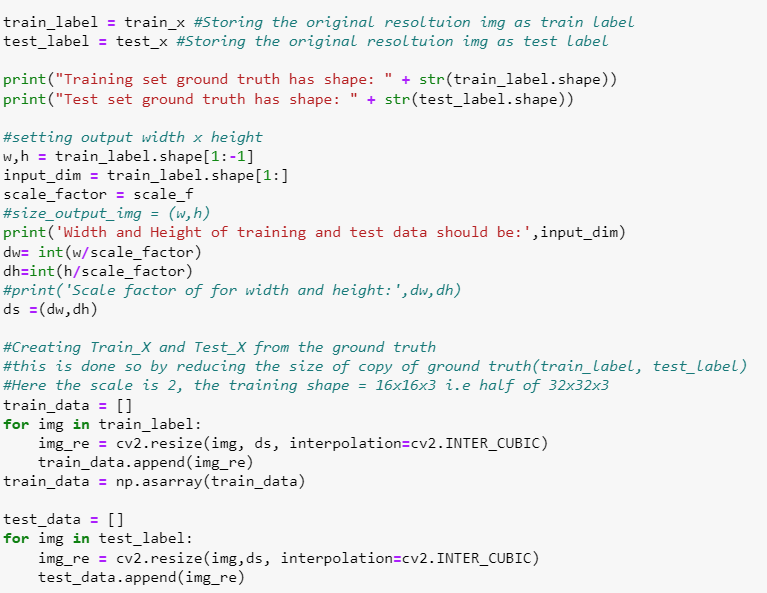 train_label = train_x #Storing the original resoltuion img as train label
test_label = test_x #Storing the original resoltuion img as test label
print("Training set ground truth has shape: " + str(train_label.shape))
print("Test set ground truth has shape: " + str(test_label.shape))
#setting output width x height
w,h = train_label.shape[1:-1]
input_dim = train_label.shape[1:]
scale_factor = scale_f
#size_output_img = (w,h)
print('Width and Height of training and test data should be:',input_dim)
dw= int(w/scale_factor)
dh=int(h/scale_factor)
#print('Scale factor of for width and height:',dw,dh)
ds =(dw,dh)
#Creating Train_X and Test_X from the ground truth
#this is done so by reducing the size of copy of ground truth(train_label, test_label)
#Here the scale is 2, the training shape = 16x16x3 i.e half of 32x32x3
train_data = []
for img in train_label:
    img_re = cv2.resize(img, ds, interpolation=cv2.INTER_CUBIC)
    train_data.append(img_re)
train_data = np.asarray(train_data)
test_data = []
for img in test_label:
    img_re = cv2.resize(img,ds, interpolation=cv2.INTER_CUBIC)
    test_data.append(img_re)